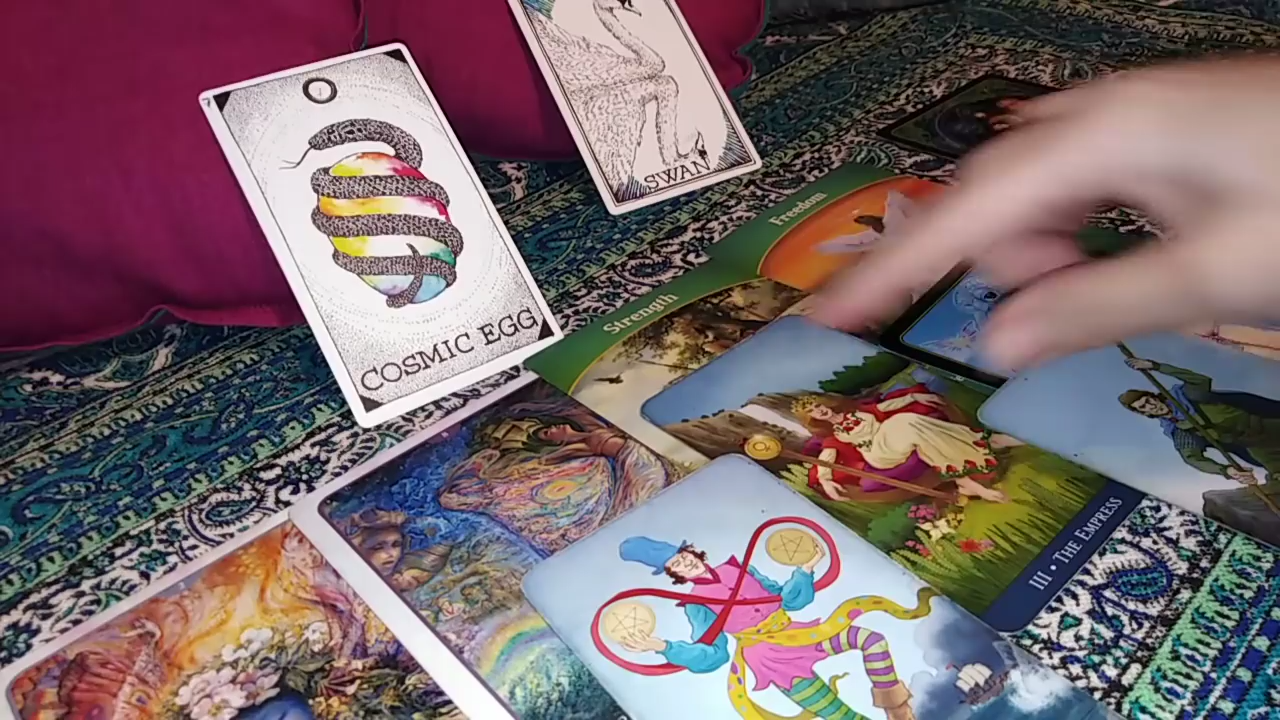 COSMIC EGG
SWAN
Freedom
Strength
III • THE EMPRESS